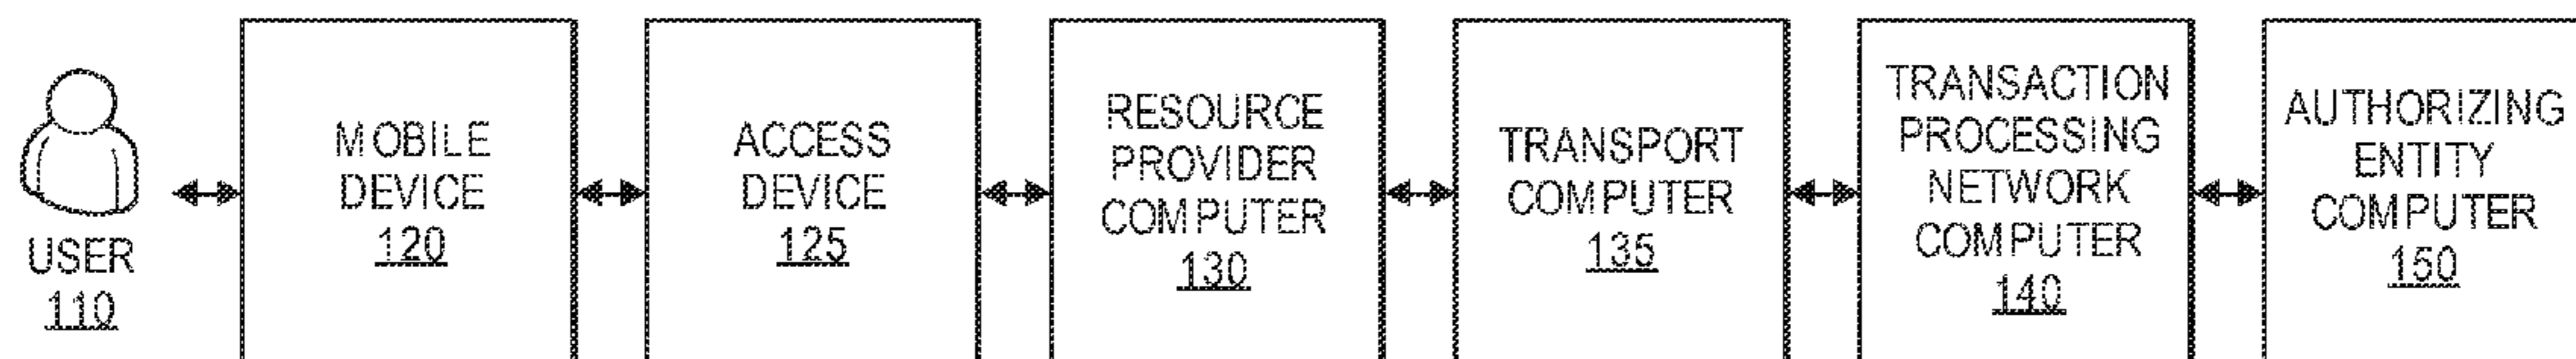 USER
110
MOBILE
DEVICE
120
ACCESS
DEVICE
125
RESOURCE
PROVIDER
COMPUTER
130
TRANSPORT
COMPUTER
135
TRANSACTION
PROCESSING
NETWORK
COMPUTER
140
AUTHORIZING
ENTITY
COMPUTER
150